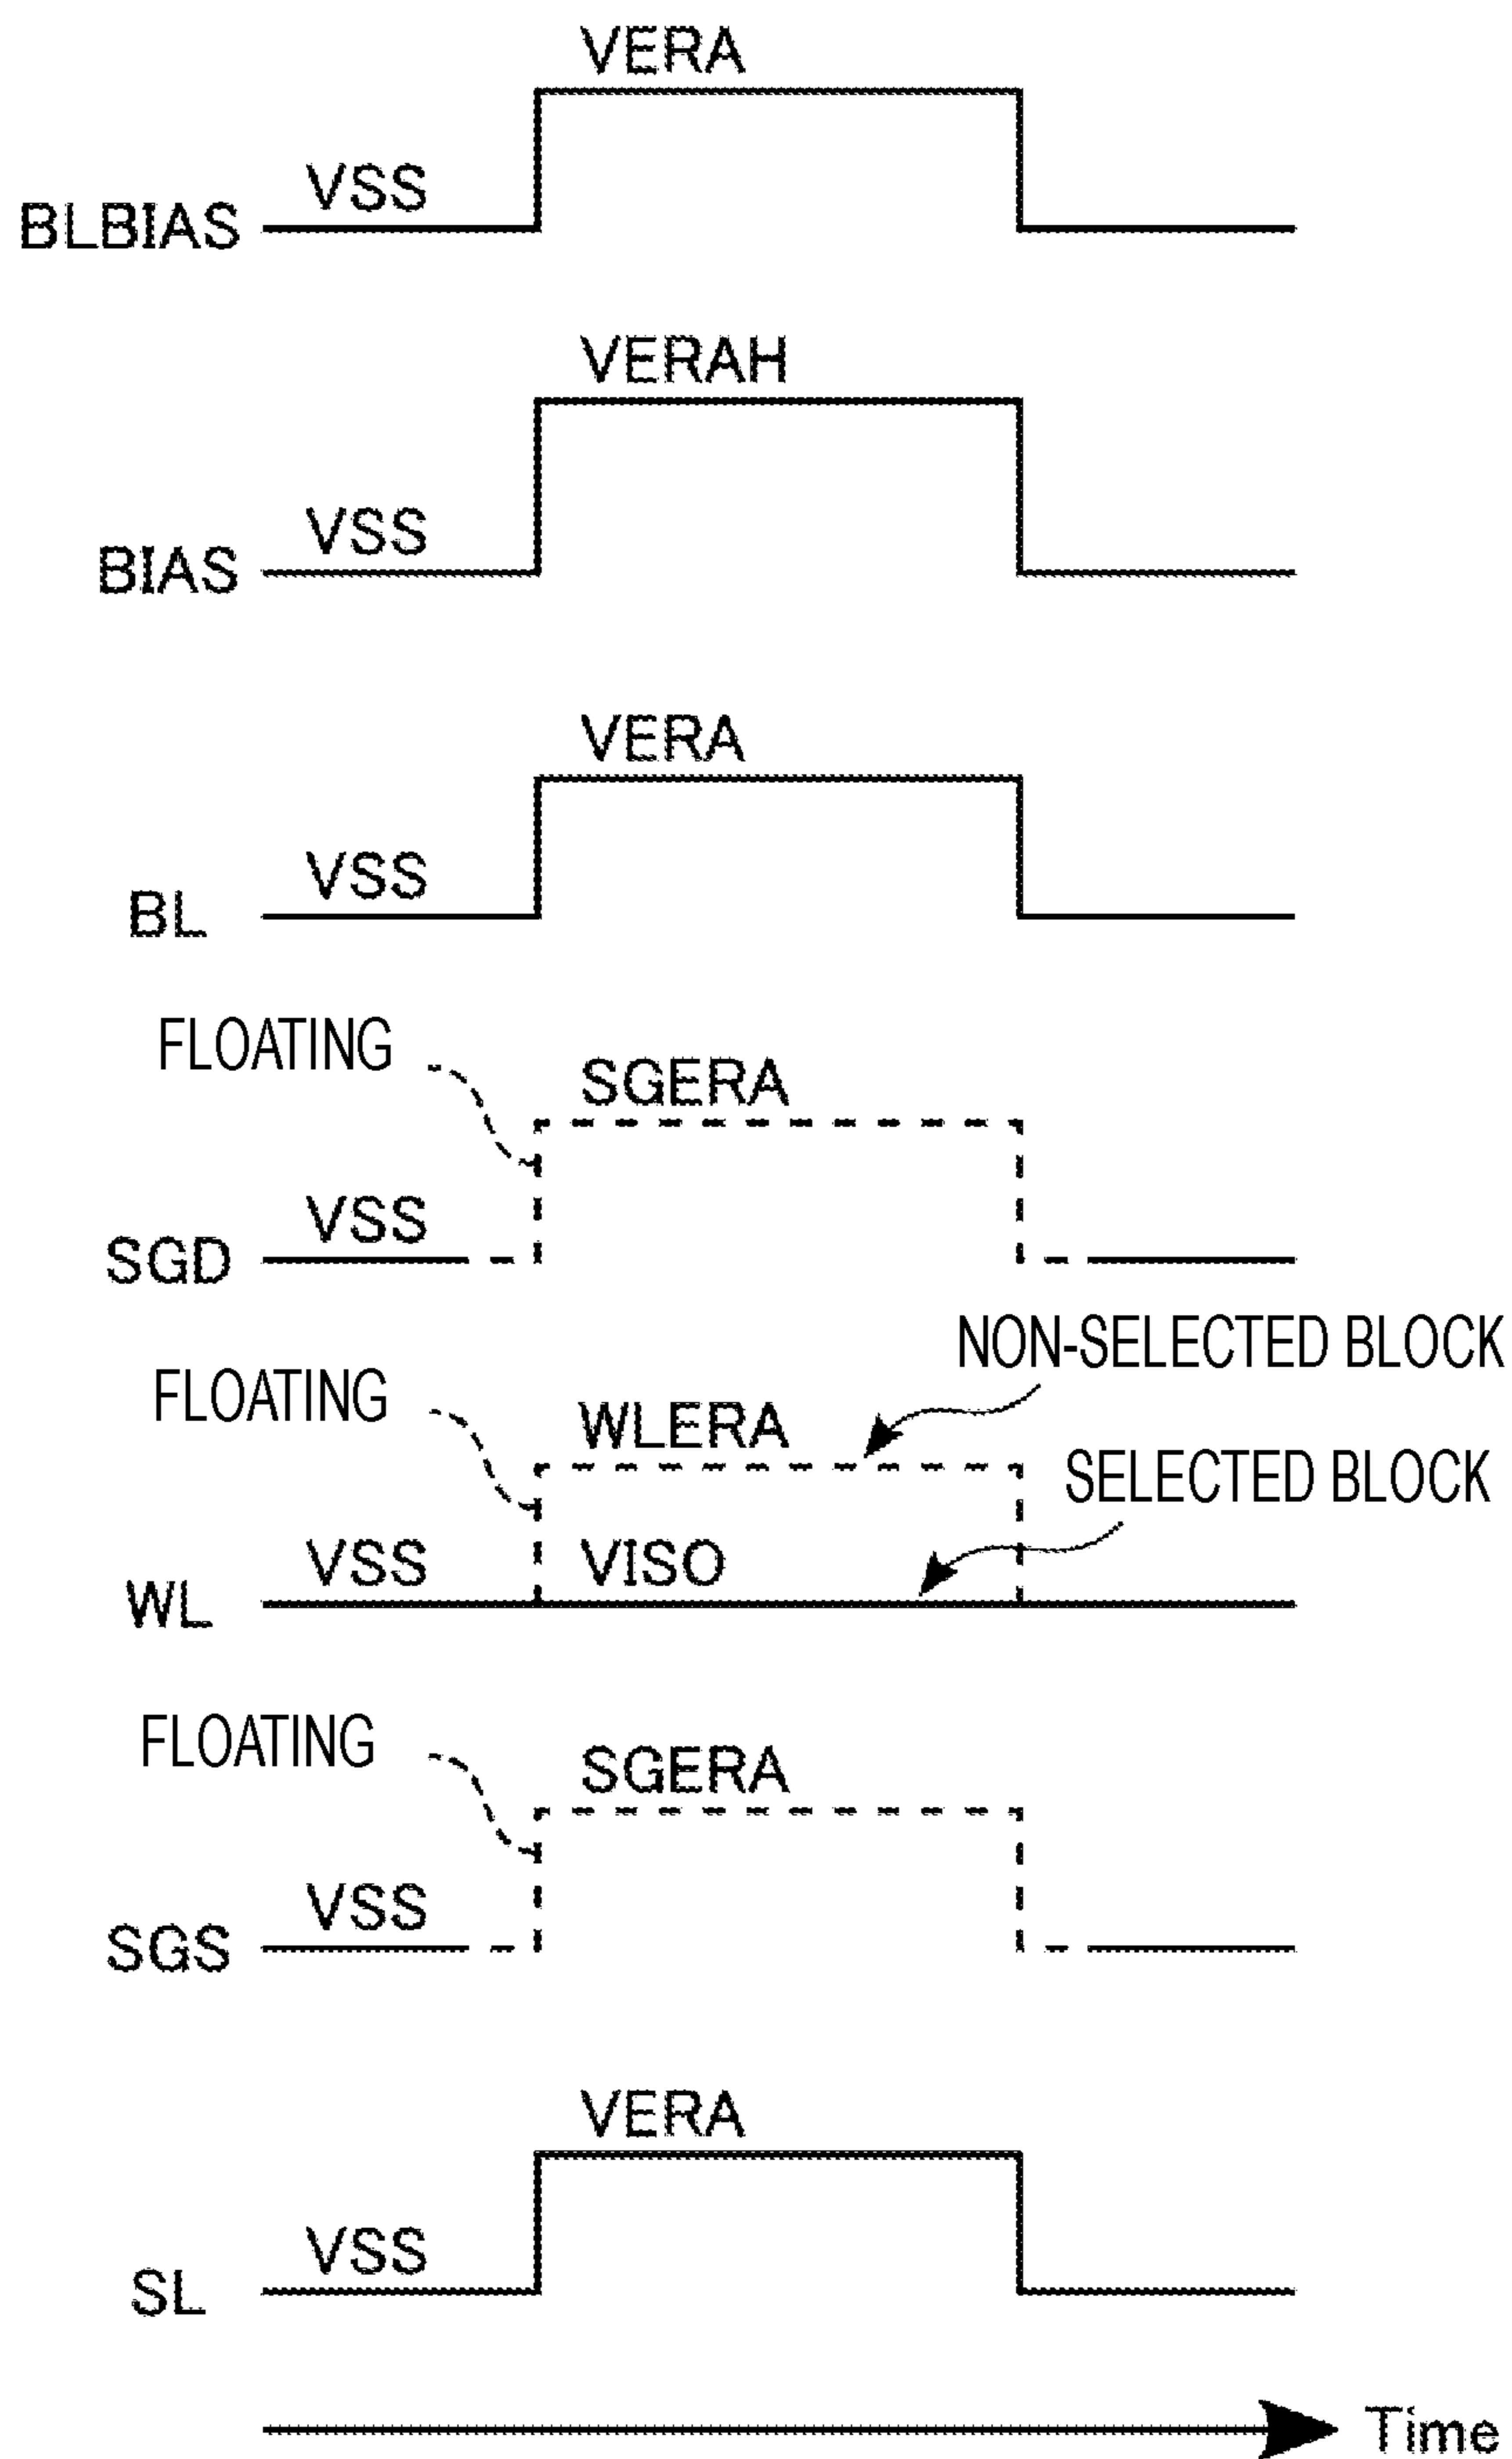 VERA
VSS
BLBIAS
VERAH
VSS
BIAS
VERA
VSS
BL
FLOATING
SGERA
VSS
SGD
NON-SELECTED BLOCK
FLOATING
WLERA
SELECTED BLOCK
VSS
VISO
WL
FLOATING
SGERA
VSS
SGS
VERA
VSS
SL
Time